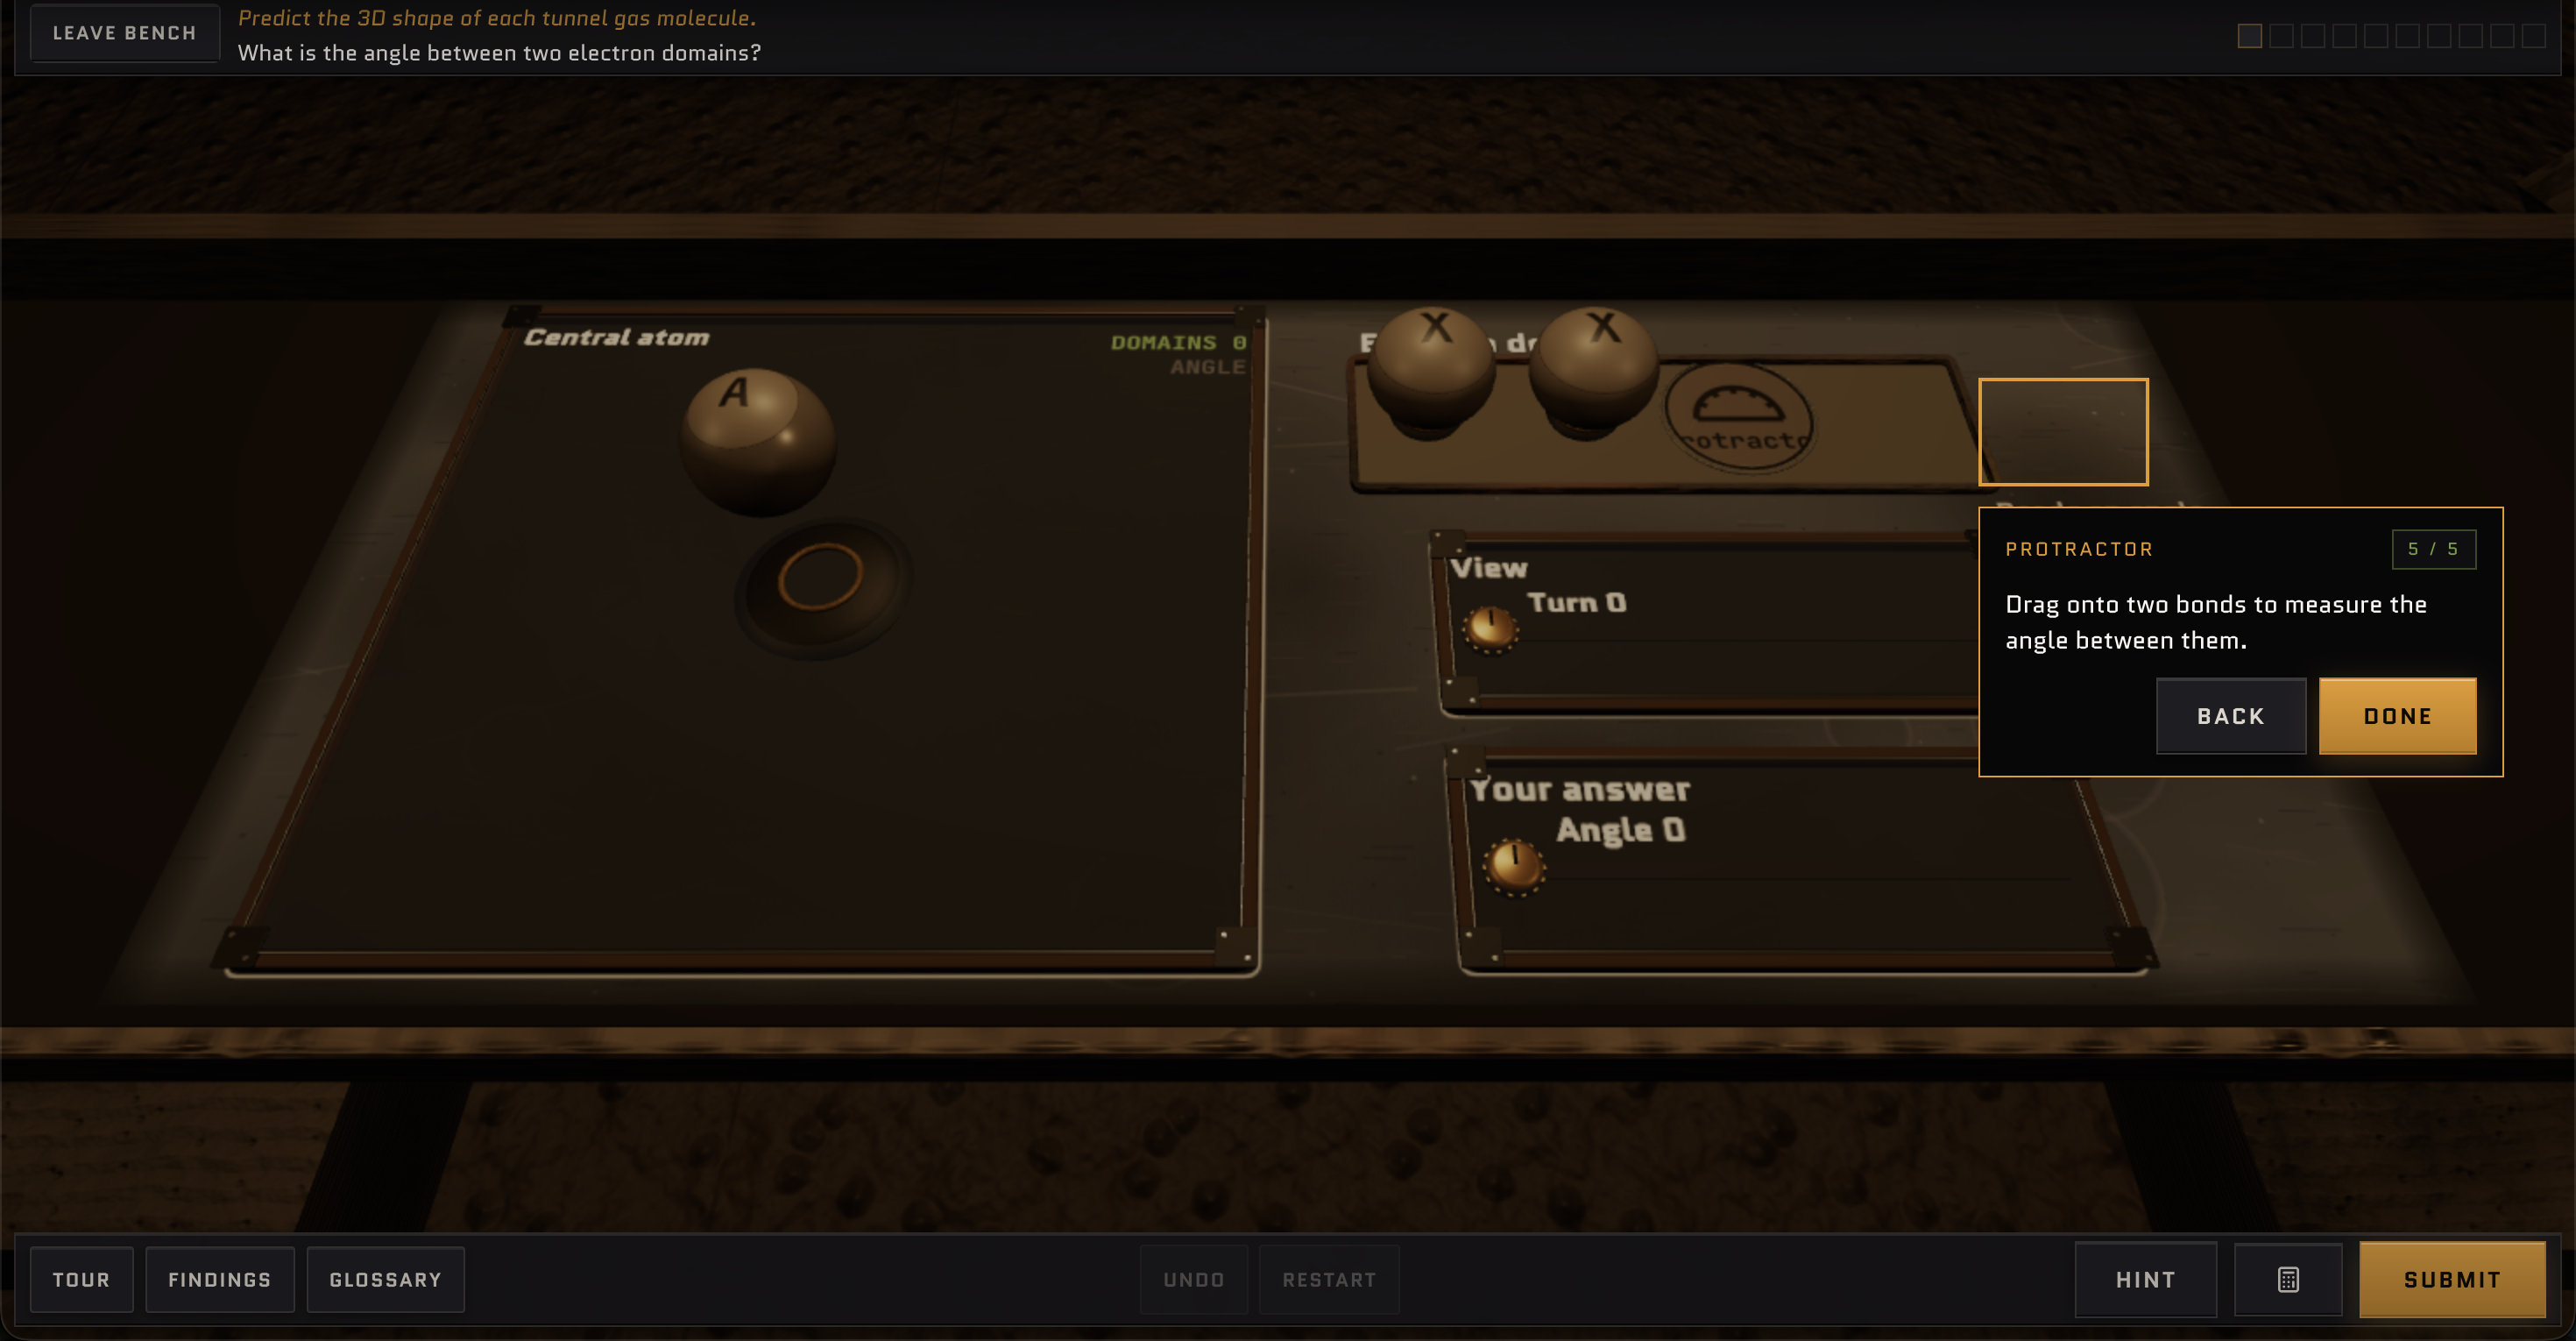 LEAVE BENCH
Predict the 3D shape of each tunnel gas molecule.
What is the angle between two electron domains?
Central atom
DOMAINS 0
ANGLE
A
X
X
View
Turn 0
Your answer
Angle 0
PROTRACTOR
5 / 5
Drag onto two bonds to measure the
angle between them.
BACK
DONE
TOUR
FINDINGS
GLOSSARY
UNDO
RESTART
HINT
SUBMIT